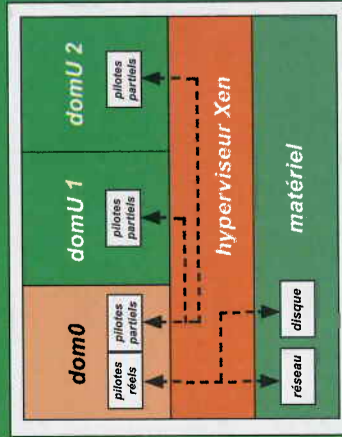 dom0
domU 1
domU 2
pilotes
réels
pilotes
partiels
pilotes
partiels
pilotes
partiels
hyperviseur Xen
réseau
disque
matériel